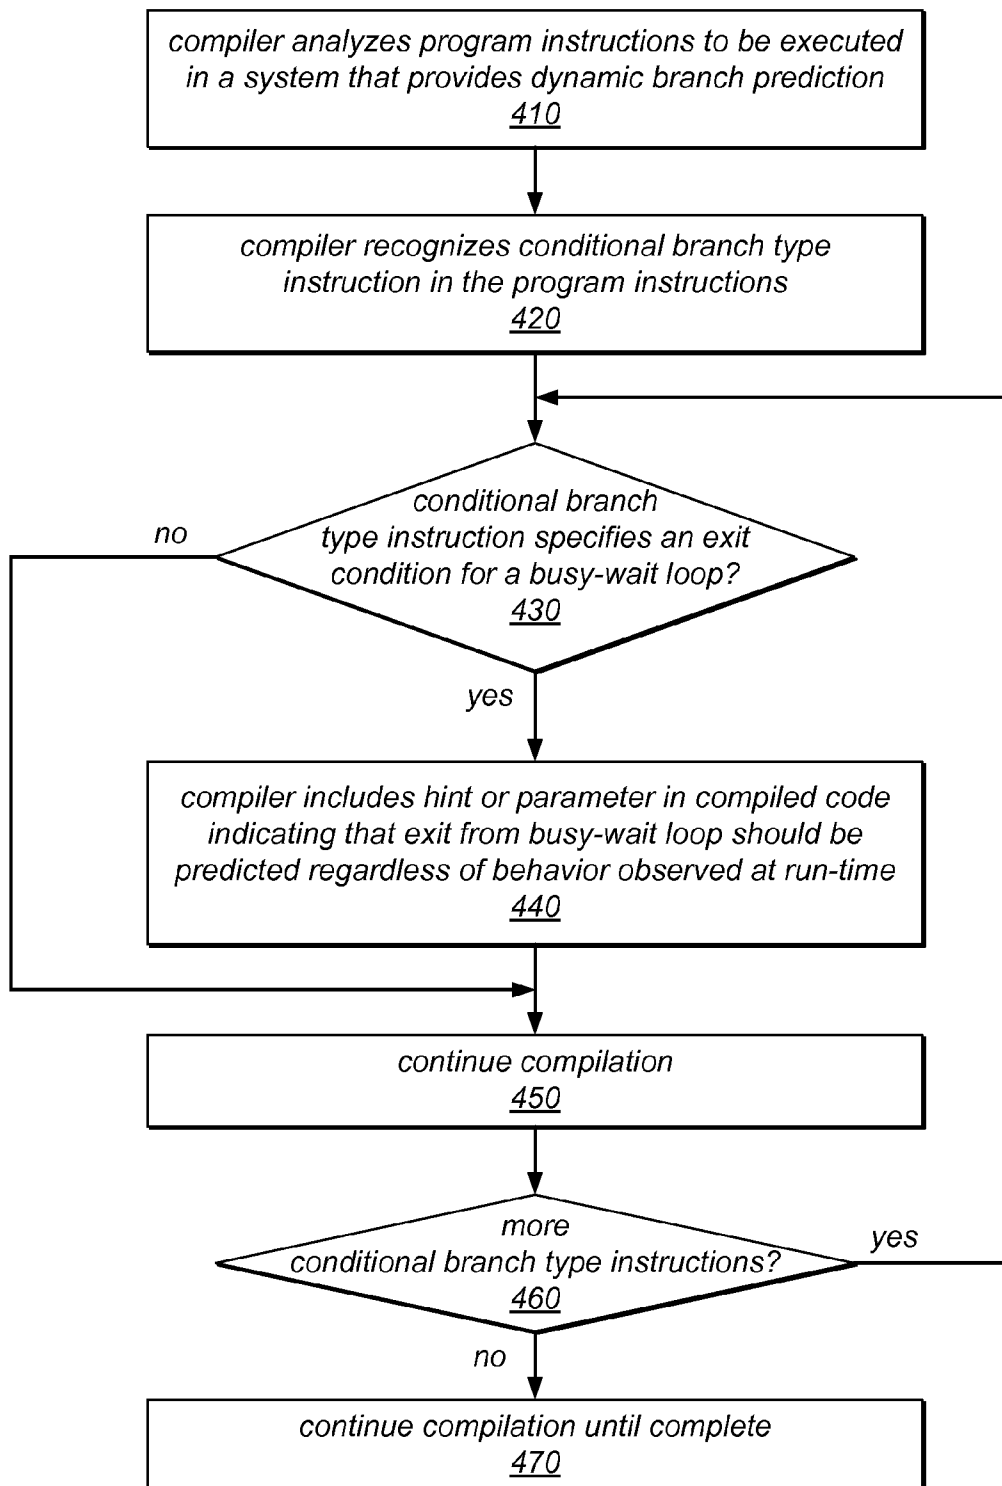 compiler analyzes program instructions to be executed
in a system that provides dynamic branch prediction
410
compiler recognizes conditional branch type
instruction in the program instructions
420
conditional branch
type instruction specifies an exit
condition for a busy-wait loop?
430
no
yes
compiler includes hint or parameter in compiled code
indicating that exit from busy-wait loop should be
predicted regardless of behavior observed at run-time
440
continue compilation
450
more
conditional branch type instructions?
460
yes
no
continue compilation until complete
470